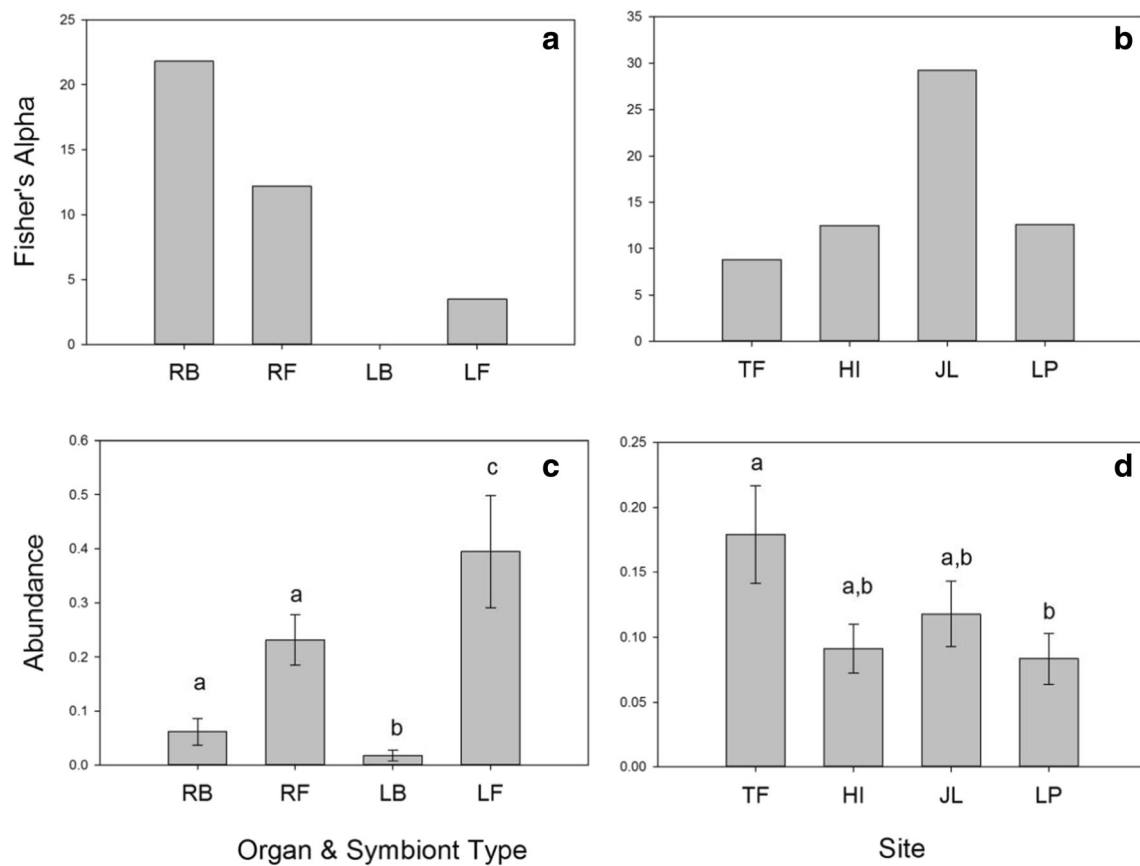 a
b
Fisher's Alpha
25
20
15
10
5
0
RB RF LB LF
35
30
25
20
15
10
5
0
TF HI JL LP
c
d
Abundance
0.6
0.5
0.4
0.3
0.2
0.1
0.0
a
a
b
c
RB RF LB LF
Organ & Symbiont Type
0.25
0.20
0.15
0.10
0.05
0.00
a
a,b
a,b
b
TF HI JL LP
Site